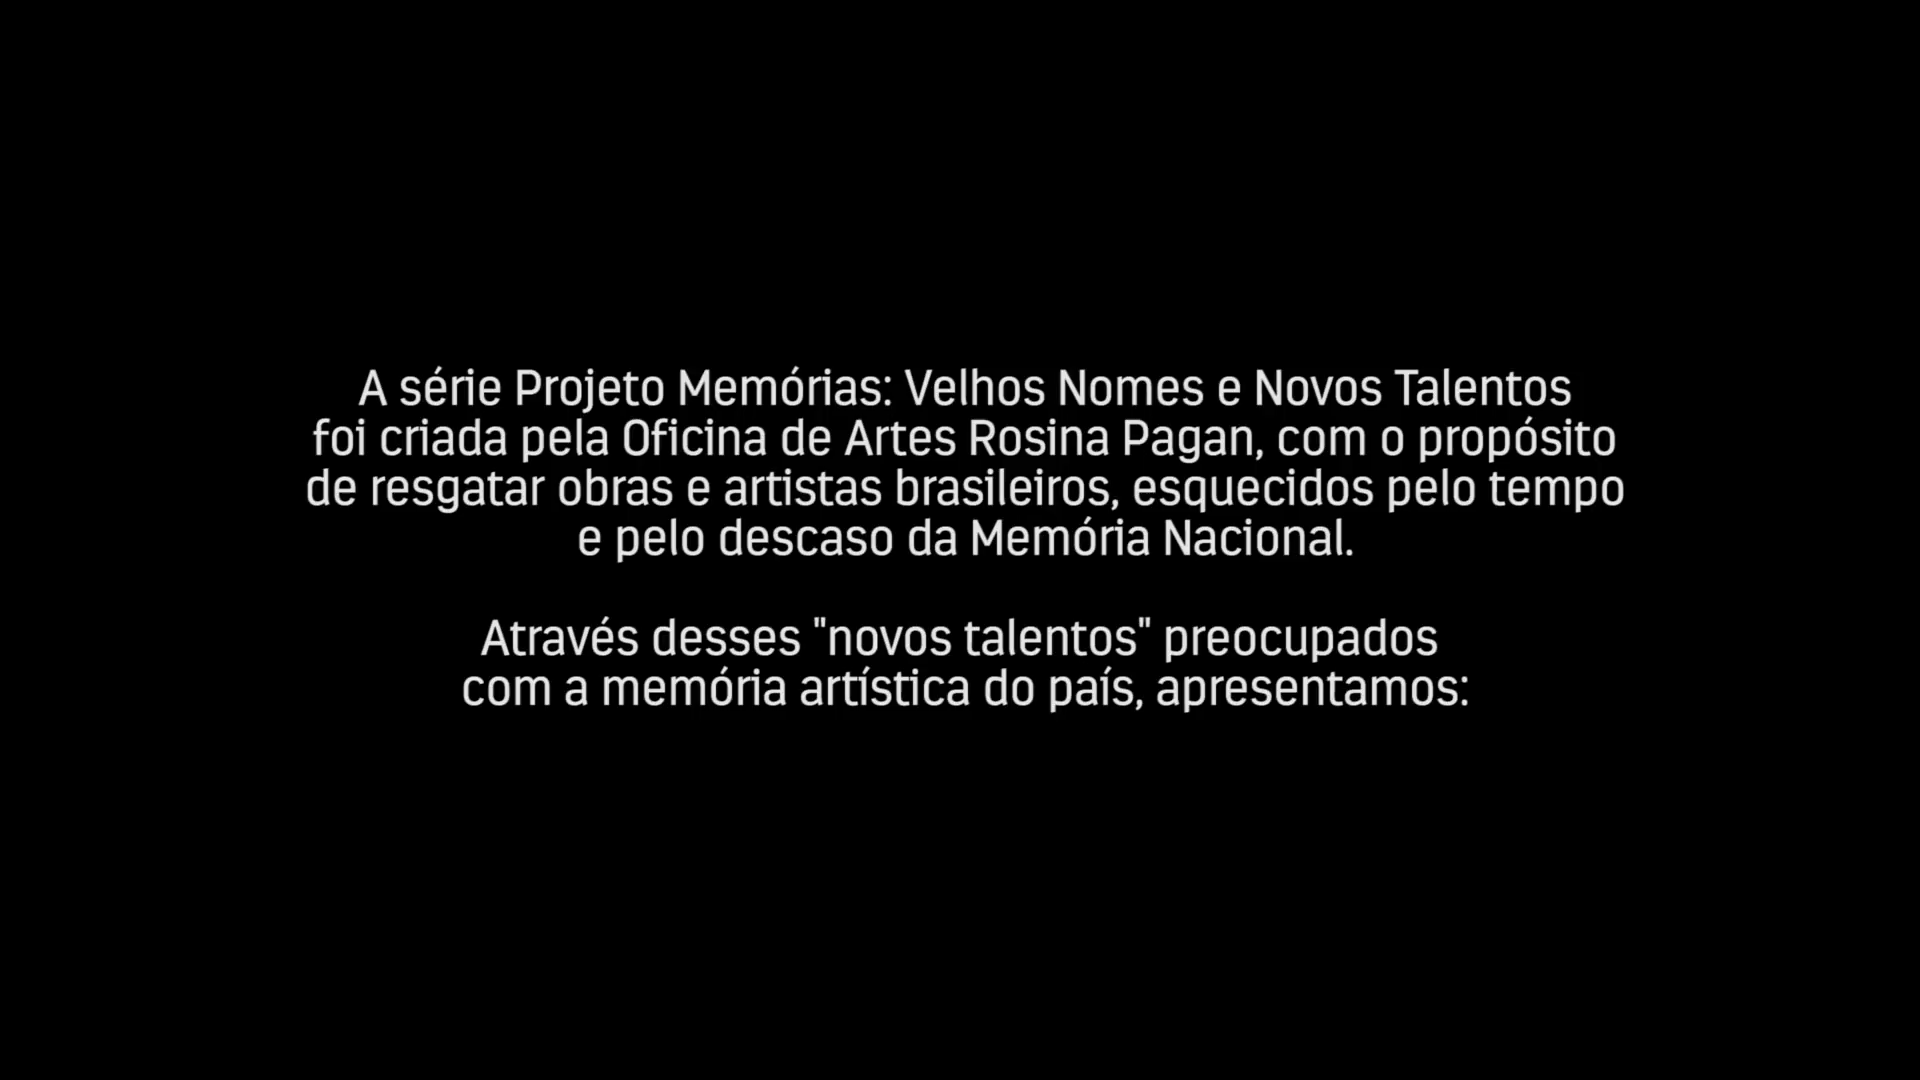 A série Projeto Memórias: Velhos Nomes e Novos Talentos
foi criada pela Oficina de Artes Rosina Pagan, com o propósito
de resgatar obras e artistas brasileiros, esquecidos pelo tempo
e pelo descaso da Memória Nacional.
Através desses "novos talentos" preocupados
com a memória artística do país, apresentamos: